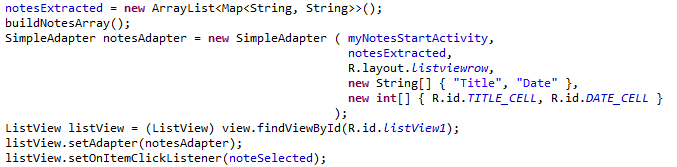 notesExtracted = new ArrayList<Map<String, String>>();
buildNotesArray();
SimpleAdapter notesAdapter = new SimpleAdapter ( myNotesStartActivity,
notesExtracted,
R.layout.listviewrow,
new String[] { "Title", "Date" },
new int[] { R.id.TITLE_CELL, R.id.DATE_CELL }
);
ListView listView = (ListView) view.findViewById(R.id.listView1);
listView.setAdapter(notesAdapter);
listView.setOnItemClickListener(noteSelected);